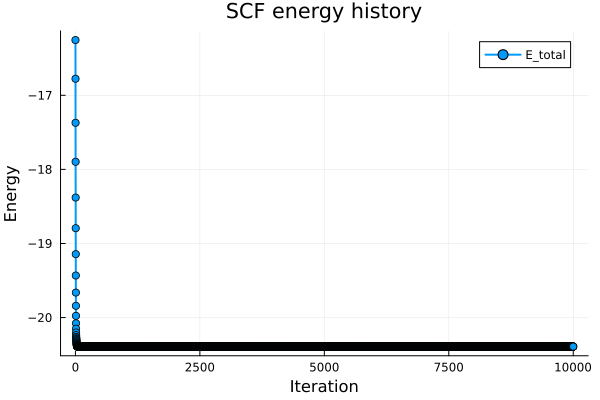 SCF energy history
E_total
Energy
−17
−18
−19
−20
0 2500 5000 7500 10000
Iteration